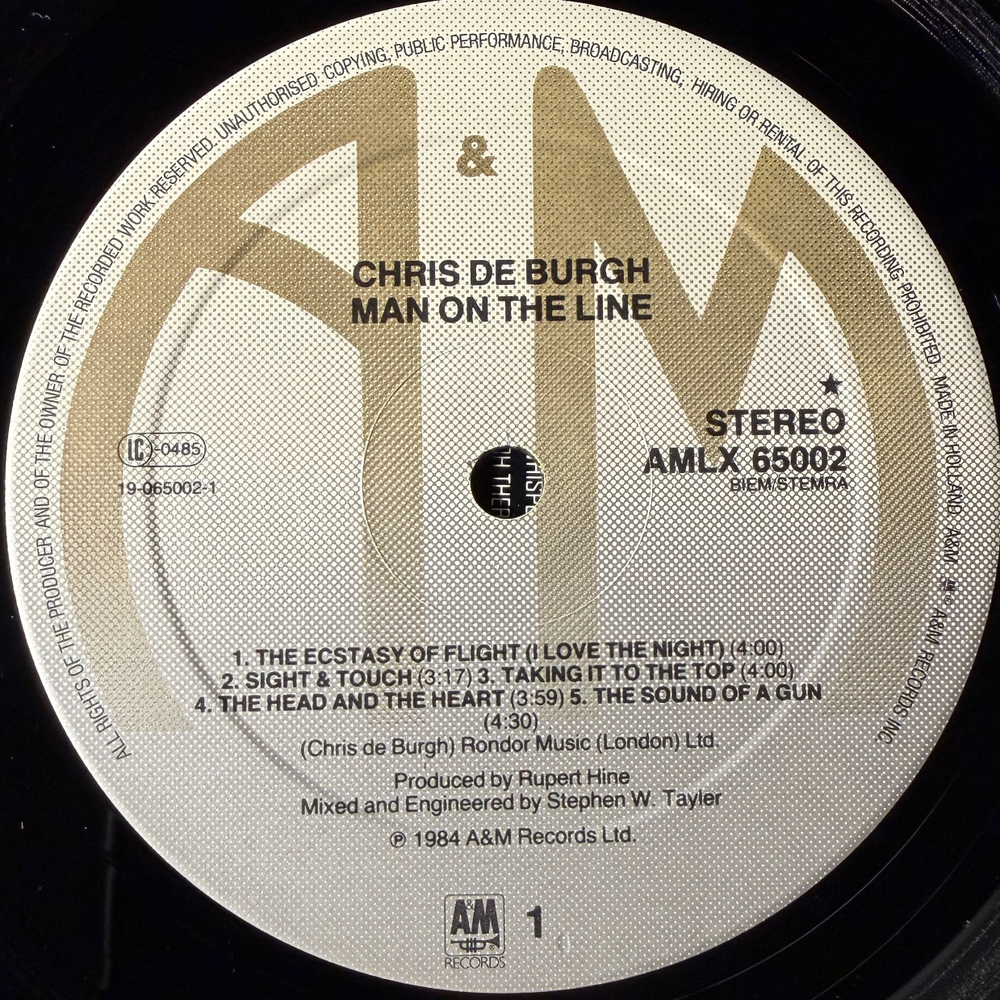 ALL RIGHTS OF THE PRODUCER AND OF THE OWNER OF THE RECORDED WORK RESERVED. UNAUTHORISED COPYING, PUBLIC PERFORMANCE, BROADCASTING, HIRING OR RENTAL OF THIS RECORDING PROHIBITED. MADE IN HOLLAND A&M A&M RECORDS INC
A & M
CHRIS DE BURGH
MAN ON THE LINE
★
STEREO
AMLX 65002
BIEM/STEMRA
LC-0485
19-065002-1
1. THE ECSTASY OF FLIGHT (I LOVE THE NIGHT) (4:00)
2. SIGHT & TOUCH (3:17) 3. TAKING IT TO THE TOP (4:00)
4. THE HEAD AND THE HEART (3:59) 5. THE SOUND OF A GUN
(4:30)
(Chris de Burgh) Rondor Music (London) Ltd.
Produced by Rupert Hine
Mixed and Engineered by Stephen W. Tayler
℗ 1984 A&M Records Ltd.
A&M
RECORDS
1